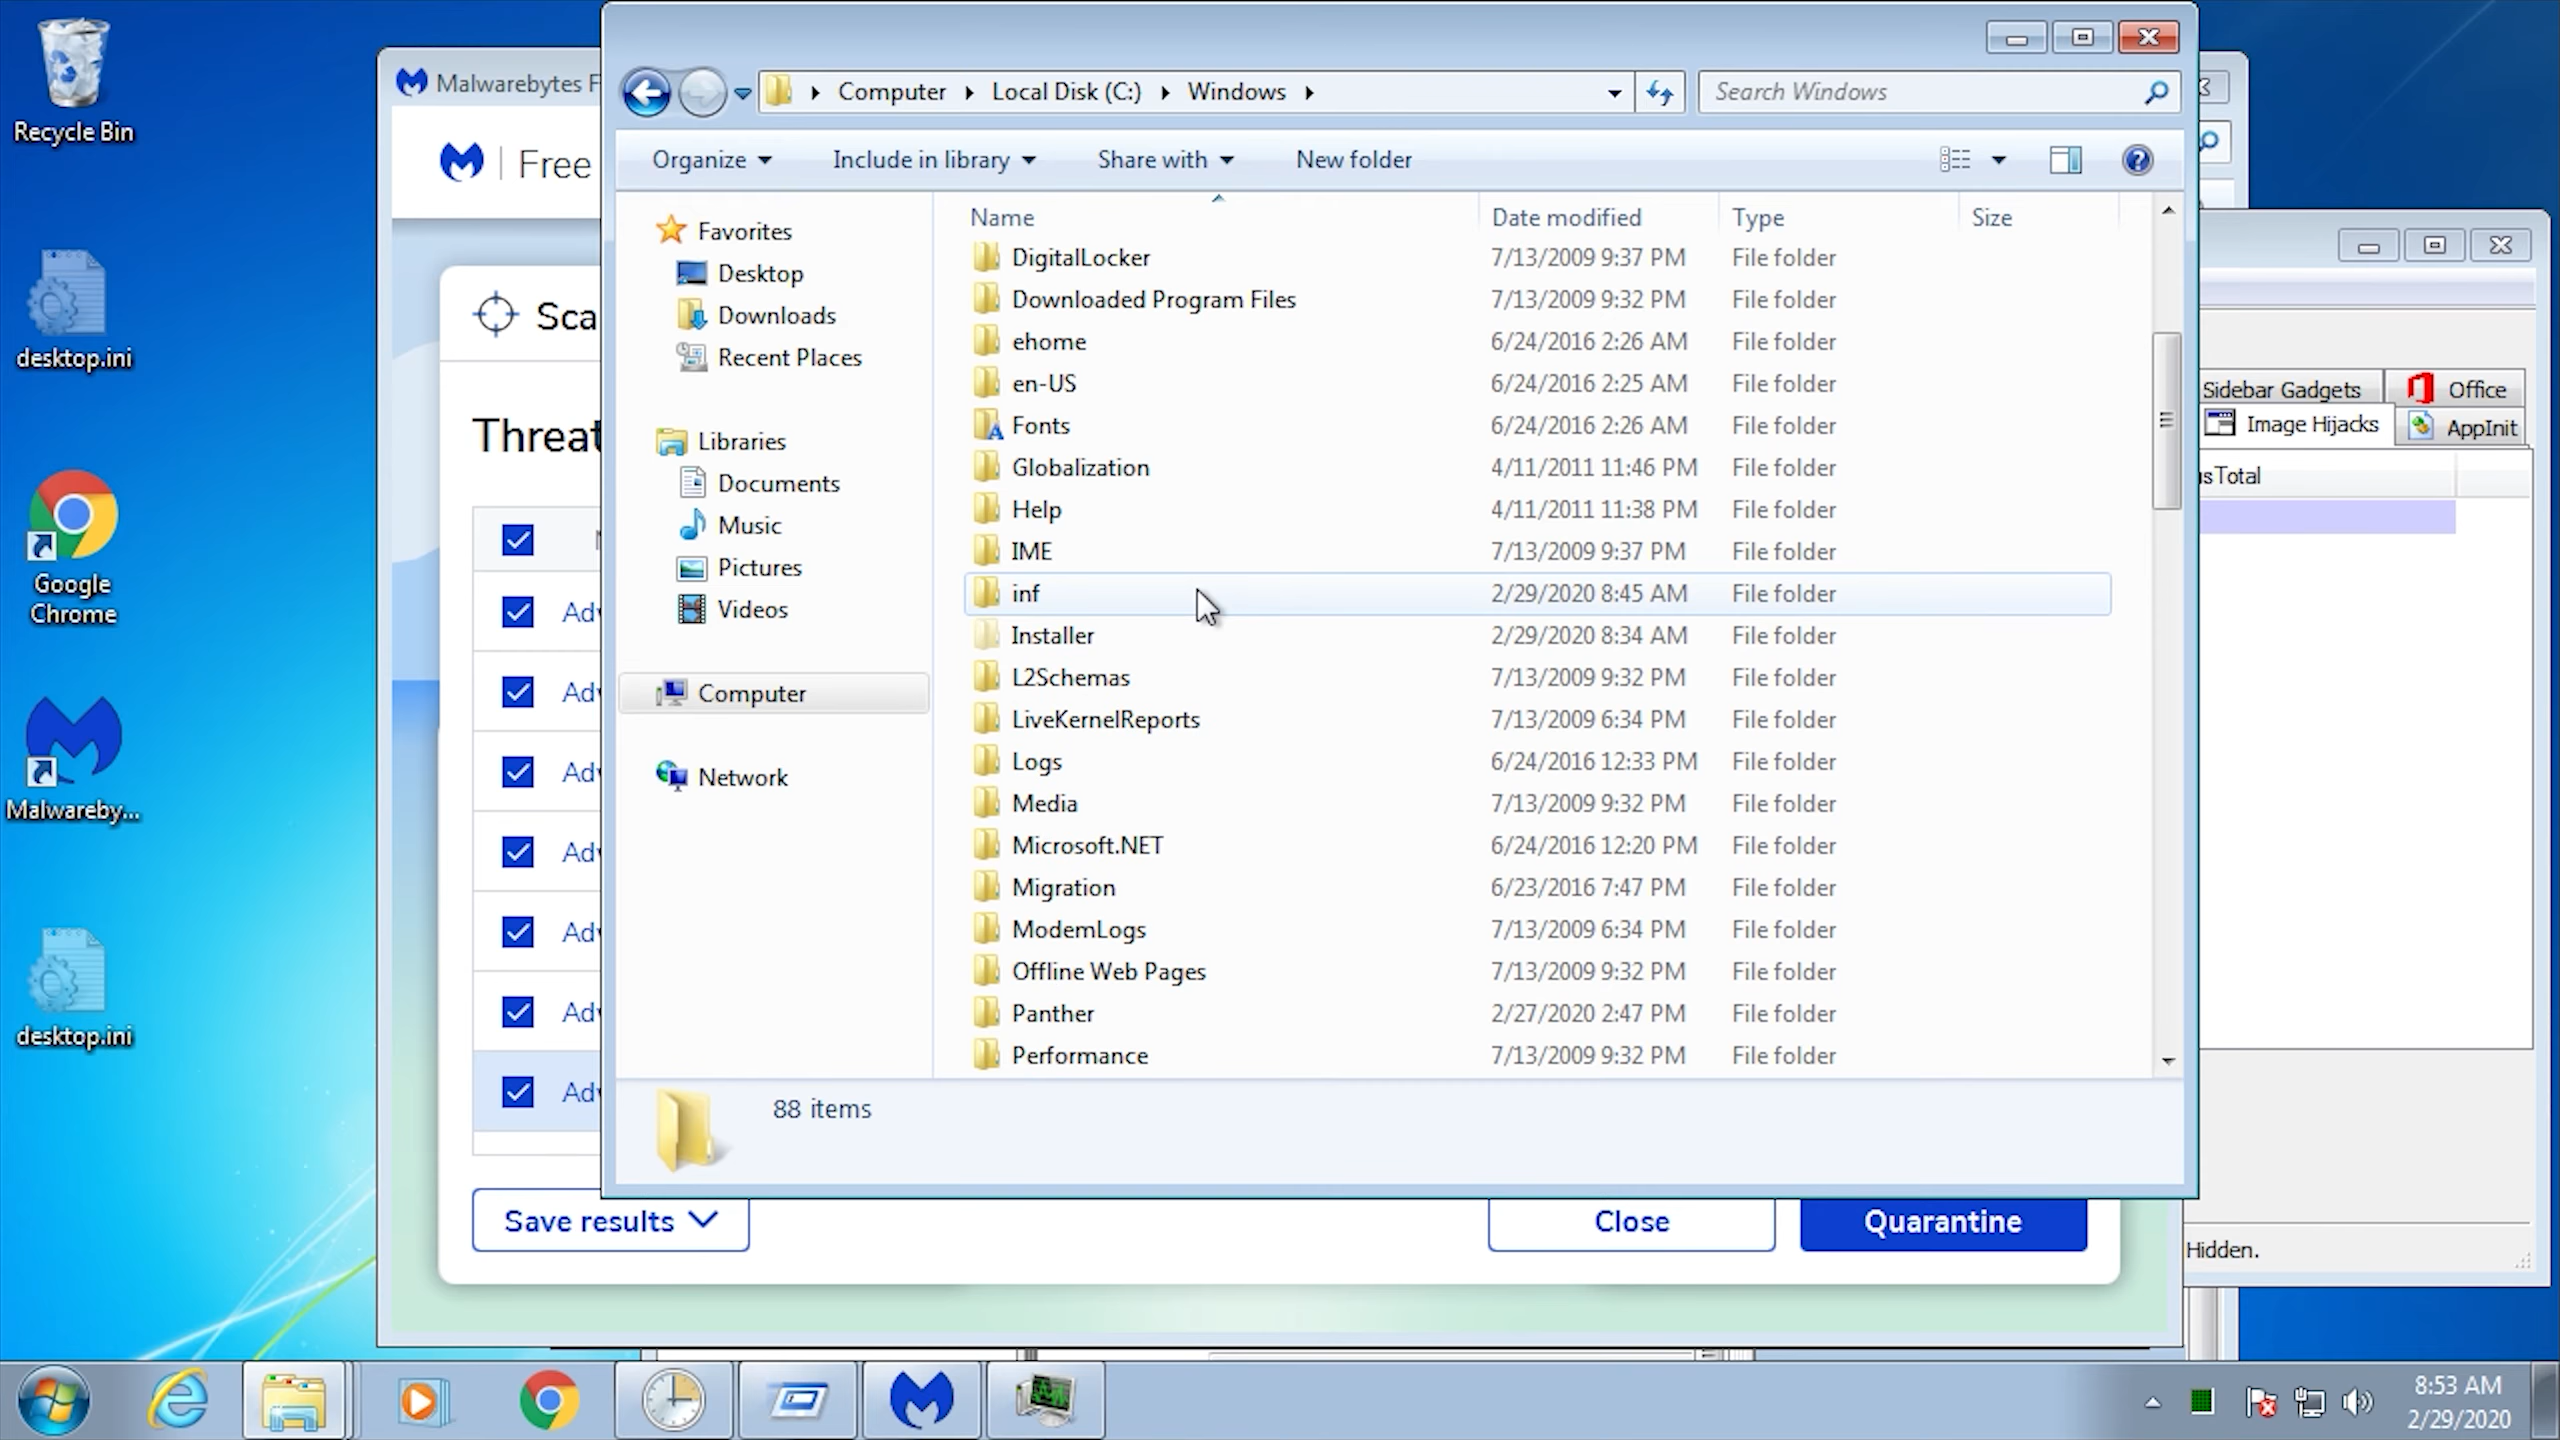 Recycle Bin
desktop.ini
Google
Chrome
Malwareby...
desktop.ini
Malwarebytes F
Free
Sca
Threat
Adv
Adv
Adv
Adv
Adv
Adv
Adv
Save results
Close
Quarantine
Computer
Local Disk (C:)
Windows
Search Windows
Organize
Include in library
Share with
New folder
Favorites
Desktop
Downloads
Recent Places
Libraries
Documents
Music
Pictures
Videos
Computer
Network
Name Date modified Type Size
DigitalLocker 7/13/2009 9:37 PM File folder
Downloaded Program Files 7/13/2009 9:32 PM File folder
ehome 6/24/2016 2:26 AM File folder
en-US 6/24/2016 2:25 AM File folder
Fonts 6/24/2016 2:26 AM File folder
Globalization 4/11/2011 11:46 PM File folder
Help 4/11/2011 11:38 PM File folder
IME 7/13/2009 9:37 PM File folder
inf 2/29/2020 8:45 AM File folder
Installer 2/29/2020 8:34 AM File folder
L2Schemas 7/13/2009 9:32 PM File folder
LiveKernelReports 7/13/2009 6:34 PM File folder
Logs 6/24/2016 12:33 PM File folder
Media 7/13/2009 9:32 PM File folder
Microsoft.NET 6/24/2016 12:20 PM File folder
Migration 6/23/2016 7:47 PM File folder
ModemLogs 7/13/2009 6:34 PM File folder
Offline Web Pages 7/13/2009 9:32 PM File folder
Panther 2/27/2020 2:47 PM File folder
Performance 7/13/2009 9:32 PM File folder
88 items
Sidebar Gadgets
Office
Image Hijacks
AppInit
usTotal
Hidden.
8:53 AM
2/29/2020